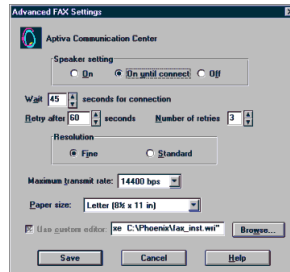 Advanced FAX Settings
Aptiva Communication Center
Speaker setting
On On until connect Off
Wait 45 seconds for connection
Retry after 60 seconds Number of retries 3
Resolution
Fine Standard
Maximum transmit rate: 14400 bps
Paper size: Letter (8½ x 11 in)
Use custom editor: xe C:\Phoenix\fax_inst.wri" Browse...
Save Cancel Help